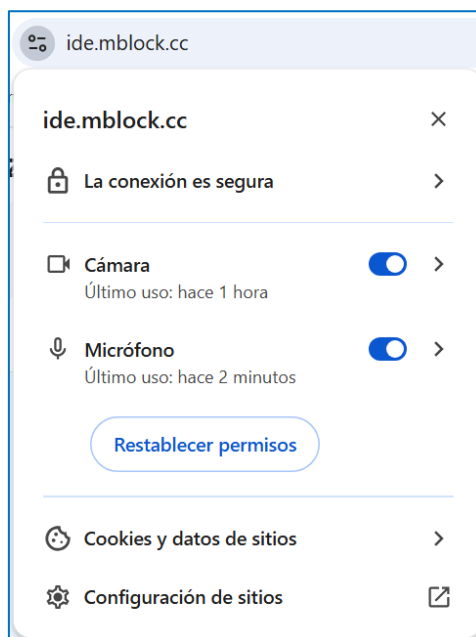 ide.mblock.cc
ide.mblock.cc
La conexión es segura
Cámara
Último uso: hace 1 hora
Micrófono
Último uso: hace 2 minutos
Restablecer permisos
Cookies y datos de sitios
Configuración de sitios